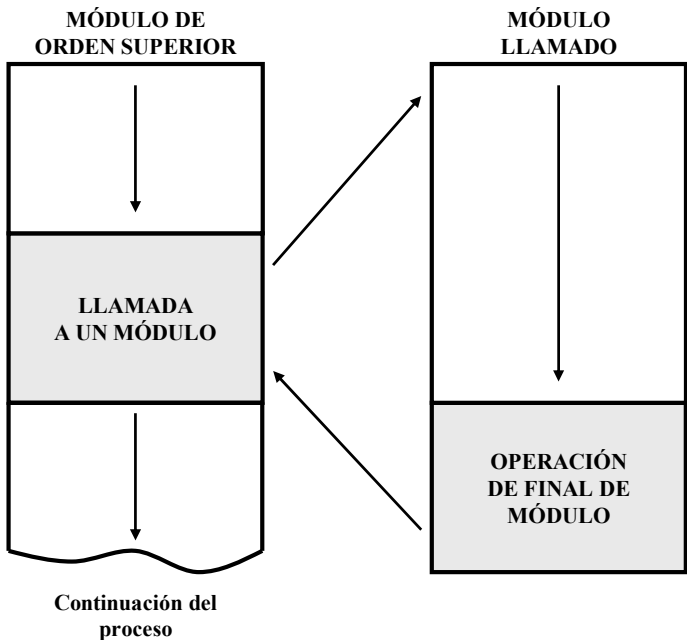 MÓDULO DE
ORDEN SUPERIOR
MÓDULO
LLAMADO
LLAMADA
A UN MÓDULO
OPERACIÓN
DE FINAL DE
MÓDULO
Continuación del
proceso